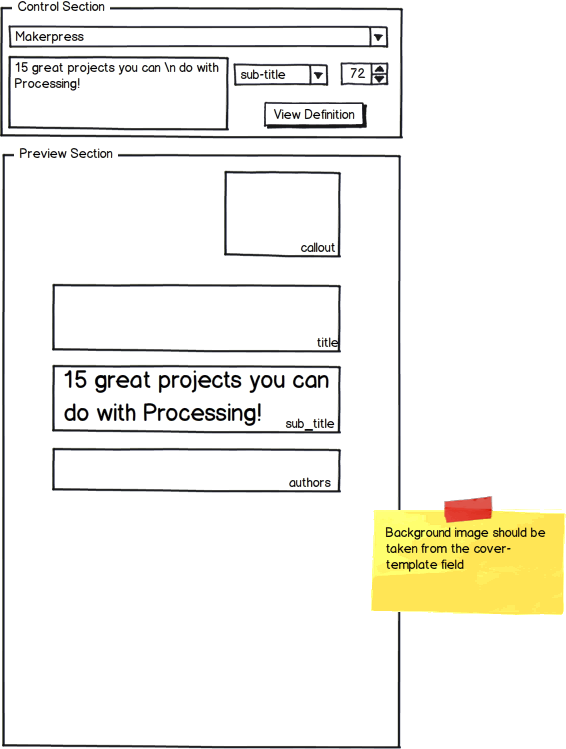 Control Section
Makerpress
15 great projects you can \n do with
Processing!
sub-title
72
View Definition
Preview Section
callout
title
15 great projects you can
do with Processing!
sub_title
authors
Background image should be
taken from the cover-
template field